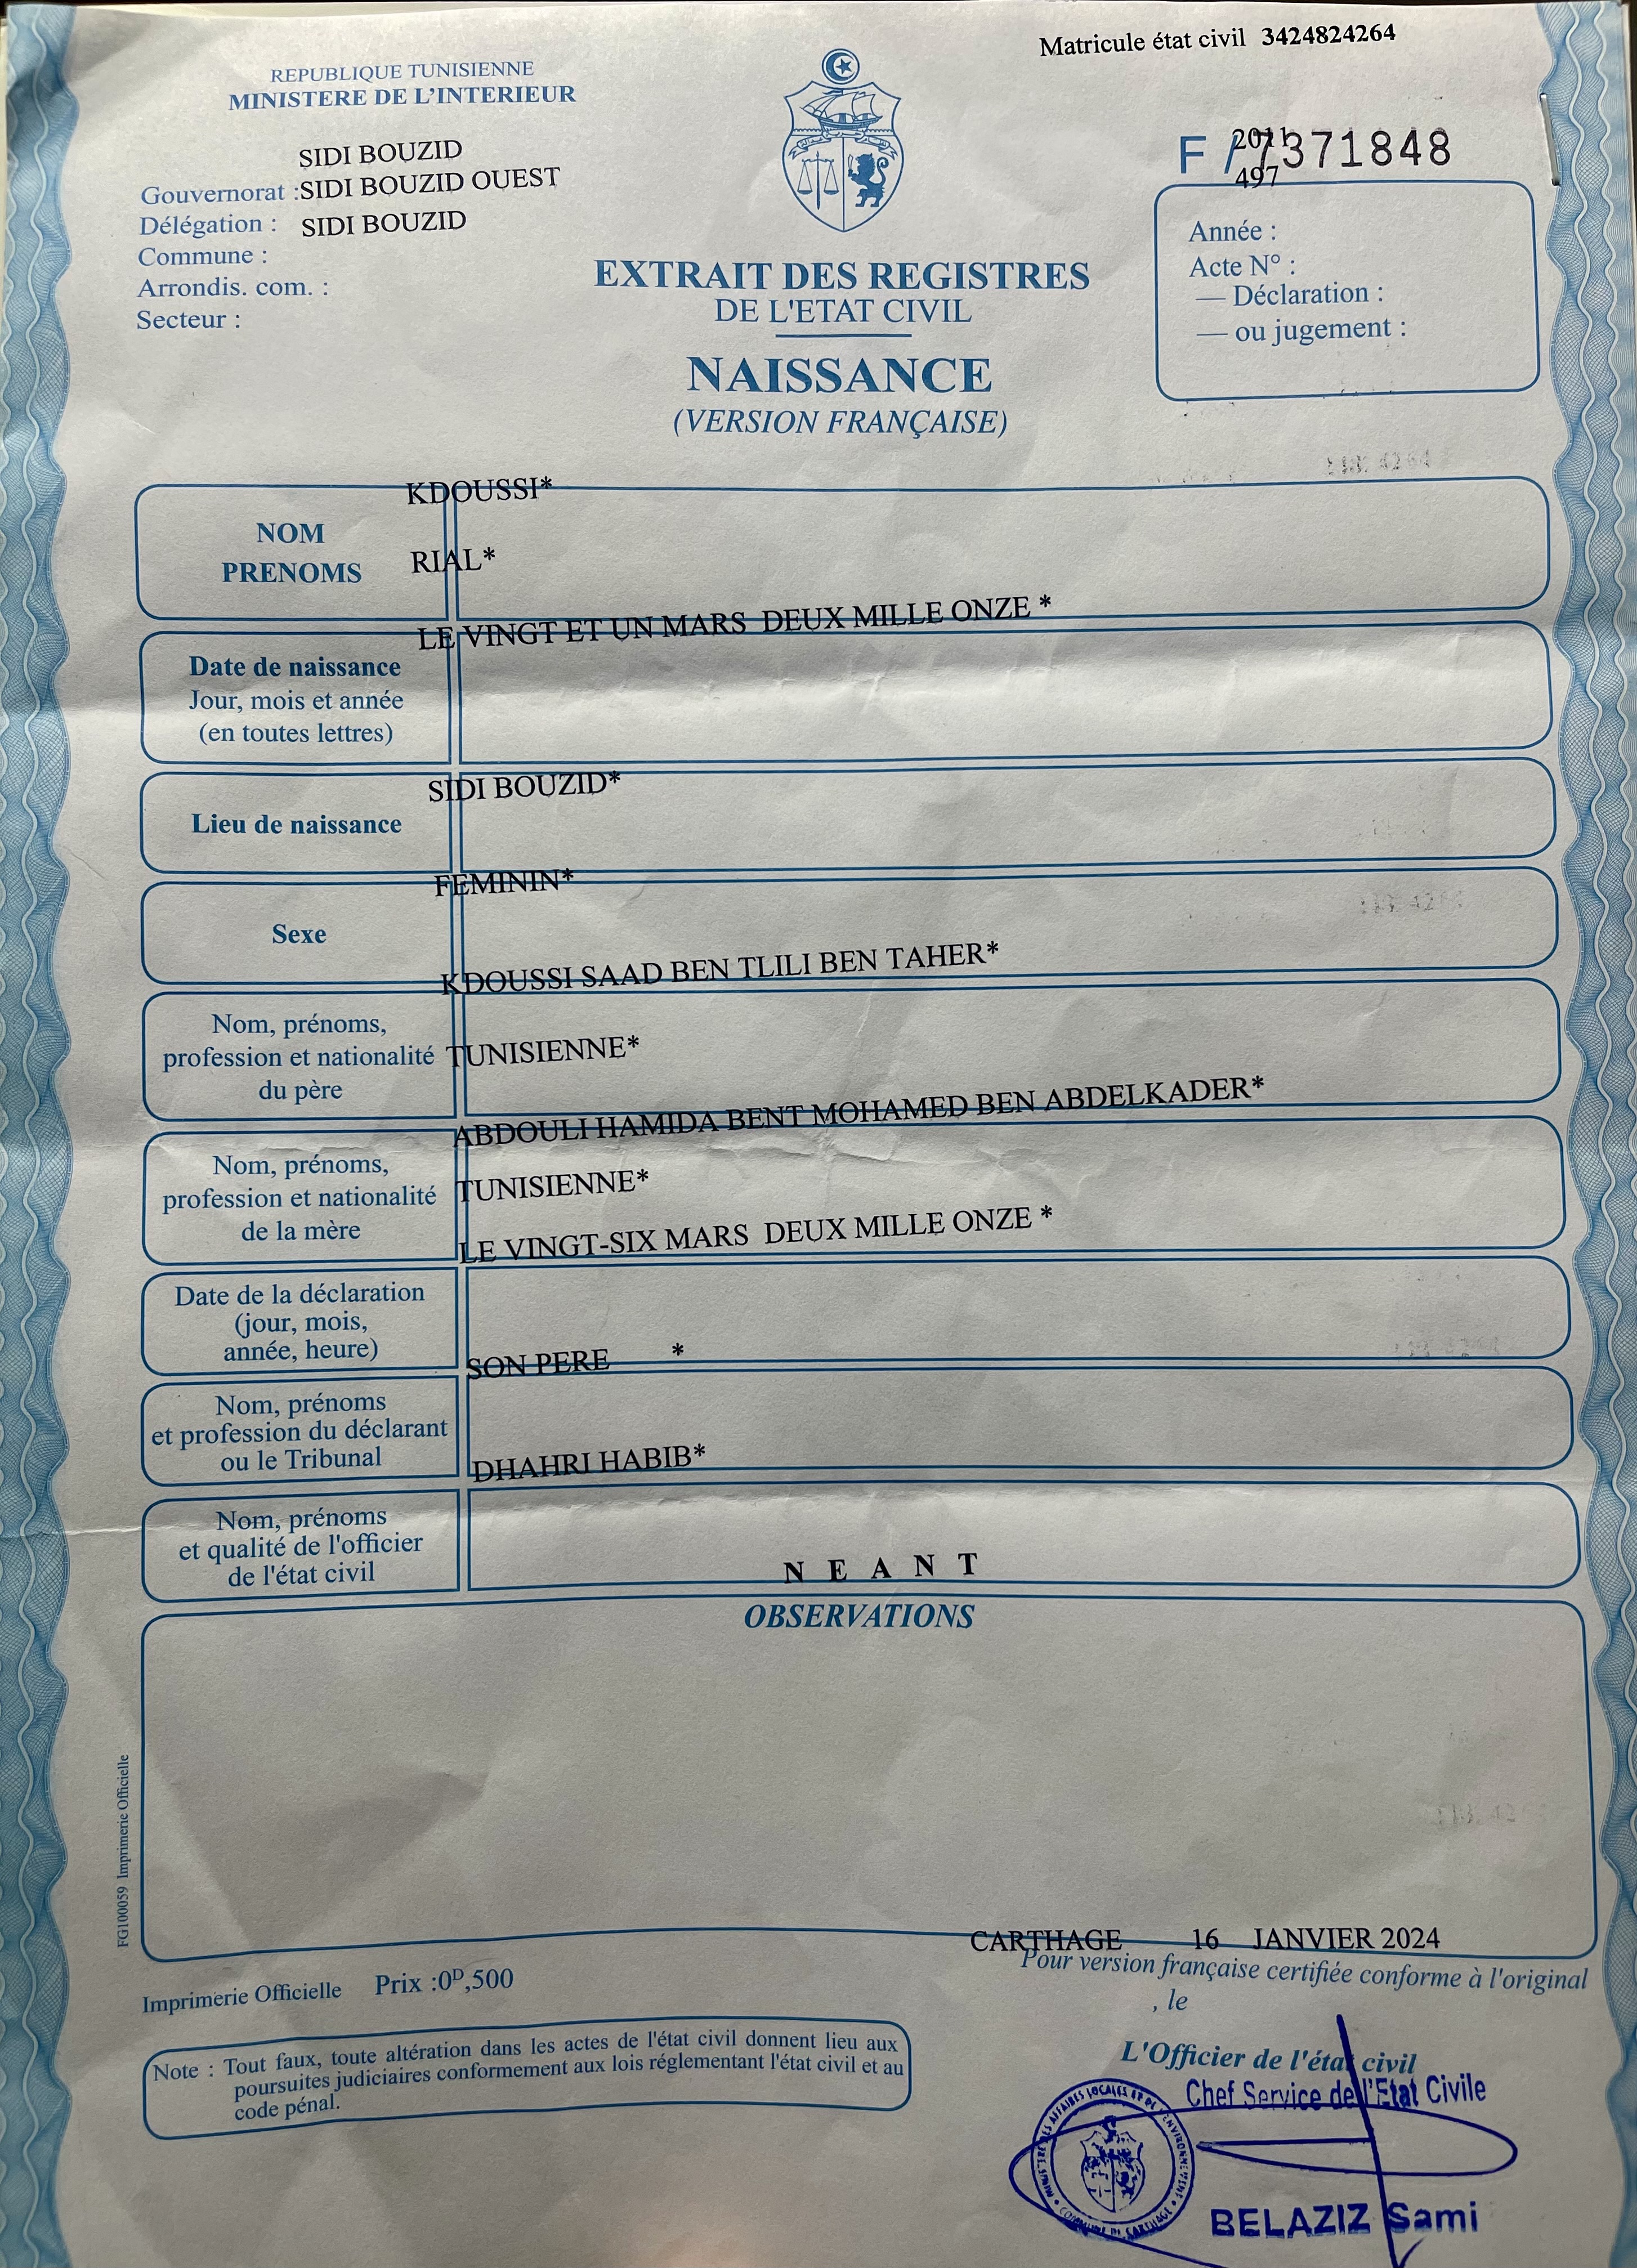 Matricule état civil 3424824264
REPUBLIQUE TUNISIENNE
MINISTERE DE L'INTERIEUR
F / 7371848
2011
497
SIDI BOUZID
Gouvernorat : SIDI BOUZID OUEST
Délégation : SIDI BOUZID
Commune :
Arrondis. com. :
Secteur :
EXTRAIT DES REGISTRES
DE L'ETAT CIVIL
NAISSANCE
(VERSION FRANÇAISE)
Année :
Acte N° :
— Déclaration :
— ou jugement :
KDOUSSI*
NOM
PRENOMS
RIAL*
LE VINGT ET UN MARS DEUX MILLE ONZE *
Date de naissance
Jour, mois et année
(en toutes lettres)
SIDI BOUZID*
Lieu de naissance
FEMININ*
Sexe
KDOUSSI SAAD BEN TLILI BEN TAHER*
Nom, prénoms,
profession et nationalité
du père
TUNISIENNE*
ABDOULI HAMIDA BENT MOHAMED BEN ABDELKADER*
Nom, prénoms,
profession et nationalité
de la mère
TUNISIENNE*
LE VINGT-SIX MARS DEUX MILLE ONZE *
Date de la déclaration
(jour, mois,
année, heure)
SON PERE *
Nom, prénoms
et profession du déclarant
ou le Tribunal
DHAHRI HABIB*
Nom, prénoms
et qualité de l'officier
de l'état civil
N E A N T
OBSERVATIONS
FG100059 Imprimerie Officielle
CARTHAGE 16 JANVIER 2024
Pour version française certifiée conforme à l'original
, le
Imprimerie Officielle Prix :0D,500
Note : Tout faux, toute altération dans les actes de l'état civil donnent lieu aux
poursuites judiciaires conformement aux lois réglementant l'état civil et au
code pénal.
L'Officier de l'état civil
Chef Service de l'Etat Civile
AFFAIRES LOCALES ET DE L'ENVIRONNEMENT
COMMUNE DE CARTHAGE
BELAZIZ Sami